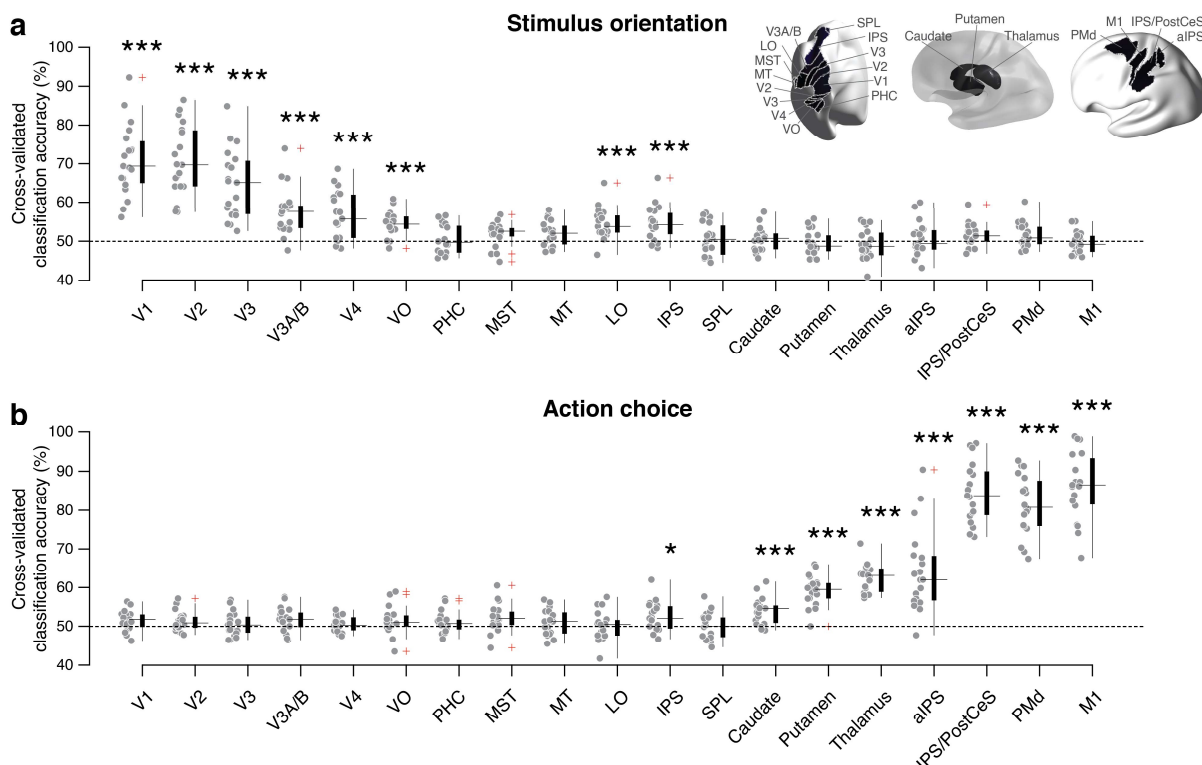 a
Stimulus orientation
Cross-validated
classification accuracy (%)
100
90
80
70
60
50
40
***
***
***
***
***
***
***
***
V1
V2
V3
V3A/B
V4
VO
PHC
MST
MT
LO
IPS
SPL
Caudate
Putamen
Thalamus
aIPS
IPS/PostCeS
PMd
M1
V3A/B
LO
MST
MT
V2
V3
V4
VO
SPL
IPS
V3
V2
V1
PHC
Caudate
Putamen
Thalamus
PMd
M1
IPS/PostCeS
aIPS
b
Action choice
Cross-validated
classification accuracy (%)
100
90
80
70
60
50
40
*
***
***
***
***
***
***
***
V1
V2
V3
V3A/B
V4
VO
PHC
MST
MT
LO
IPS
SPL
Caudate
Putamen
Thalamus
aIPS
IPS/PostCeS
PMd
M1